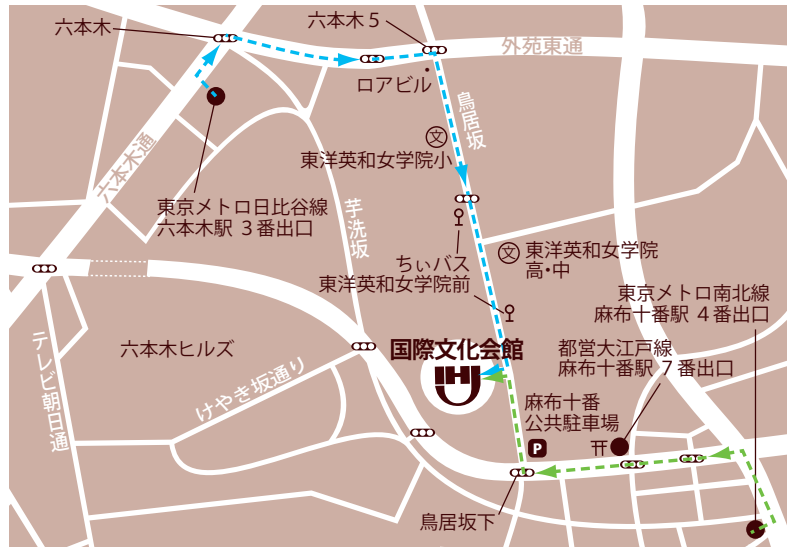 六本木
六本木５
外苑東通
ロアビル
鳥居坂
六本木通
文
東洋英和女学院小
東京メトロ日比谷線
六本木駅 ３番出口
芋洗坂
ちぃバス
東洋英和女学院前
文
東洋英和女学院
高・中
東京メトロ南北線
麻布十番駅 ４番出口
テレビ朝日通
六本木ヒルズ
けやき坂通り
国際文化会館
IHJ
都営大江戸線
麻布十番駅 ７番出口
麻布十番
公共駐車場
P
鳥居坂下